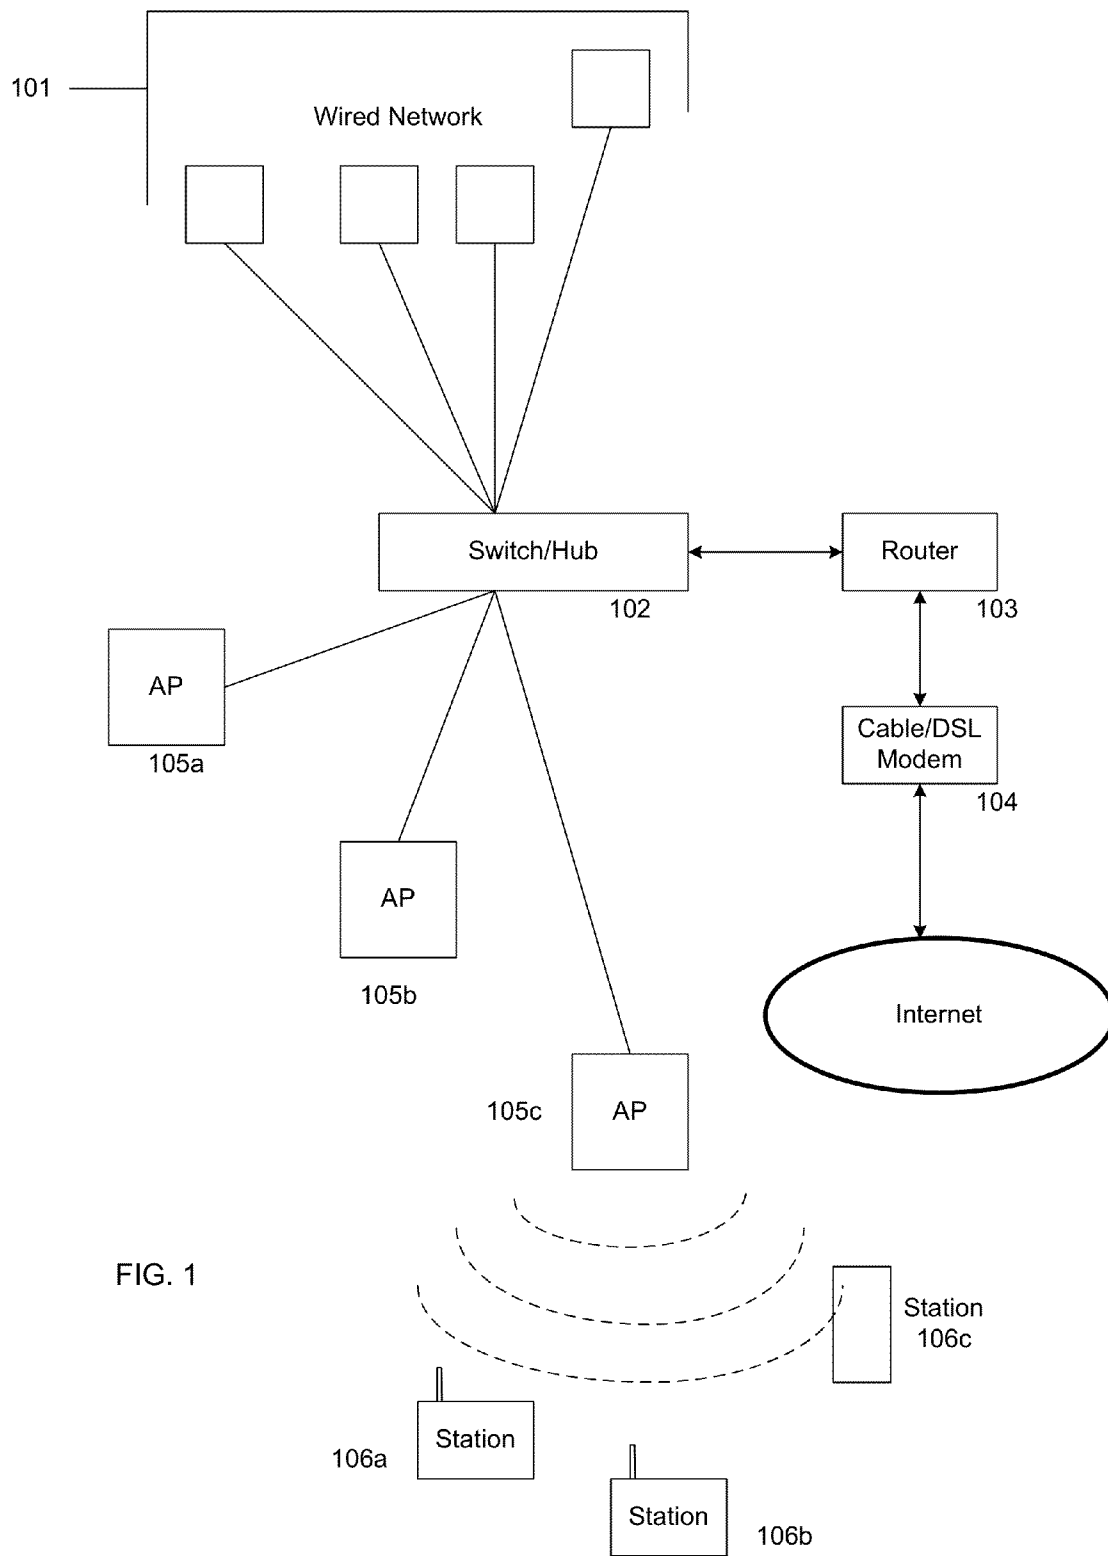 101
Wired Network
Switch/Hub
102
Router
103
AP
105a
Cable/DSL
Modem
104
AP
105b
Internet
105c
AP
FIG. 1
Station
106c
Station
106a
Station
106b